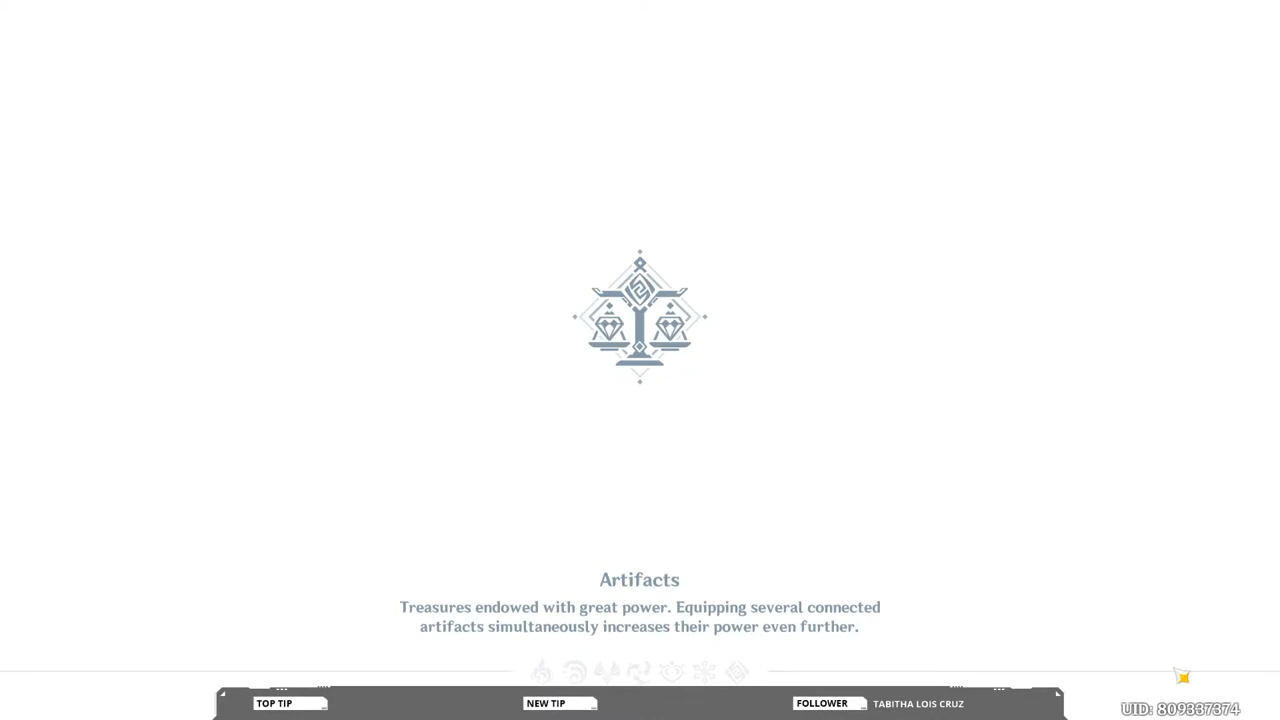 Artifacts
Treasures endowed with great power. Equipping several connected
artifacts simultaneously increases their power even further.
TOP TIP
NEW TIP
FOLLOWER TABITHA LOIS CRUZ
UID: 809337374